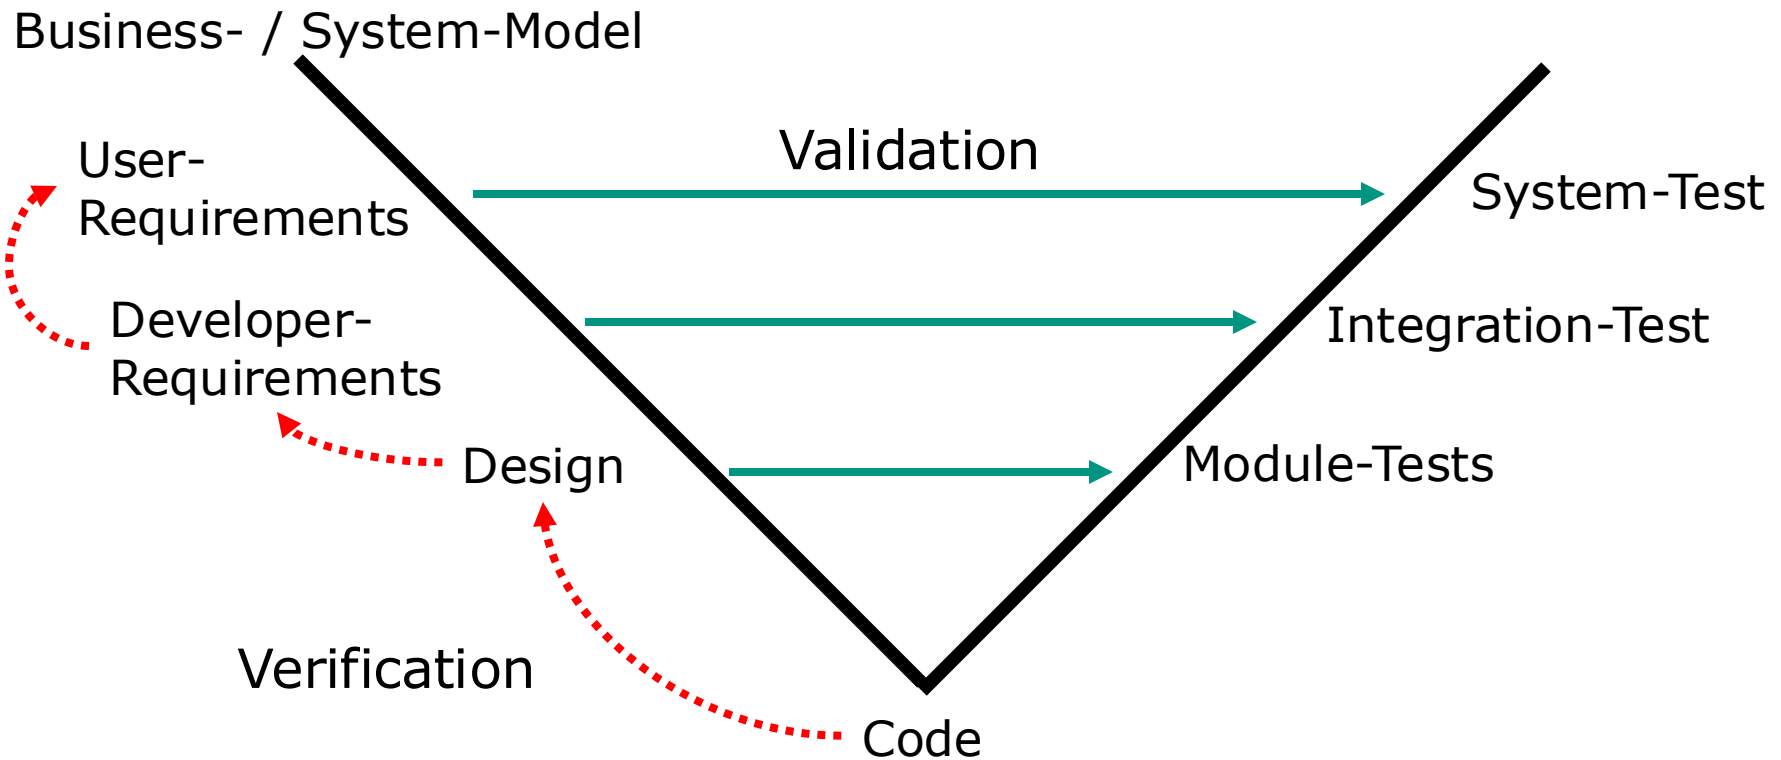 Business- / System-Model
User-
Requirements
Validation
System-Test
Developer-
Requirements
Integration-Test
Design
Module-Tests
Verification
Code